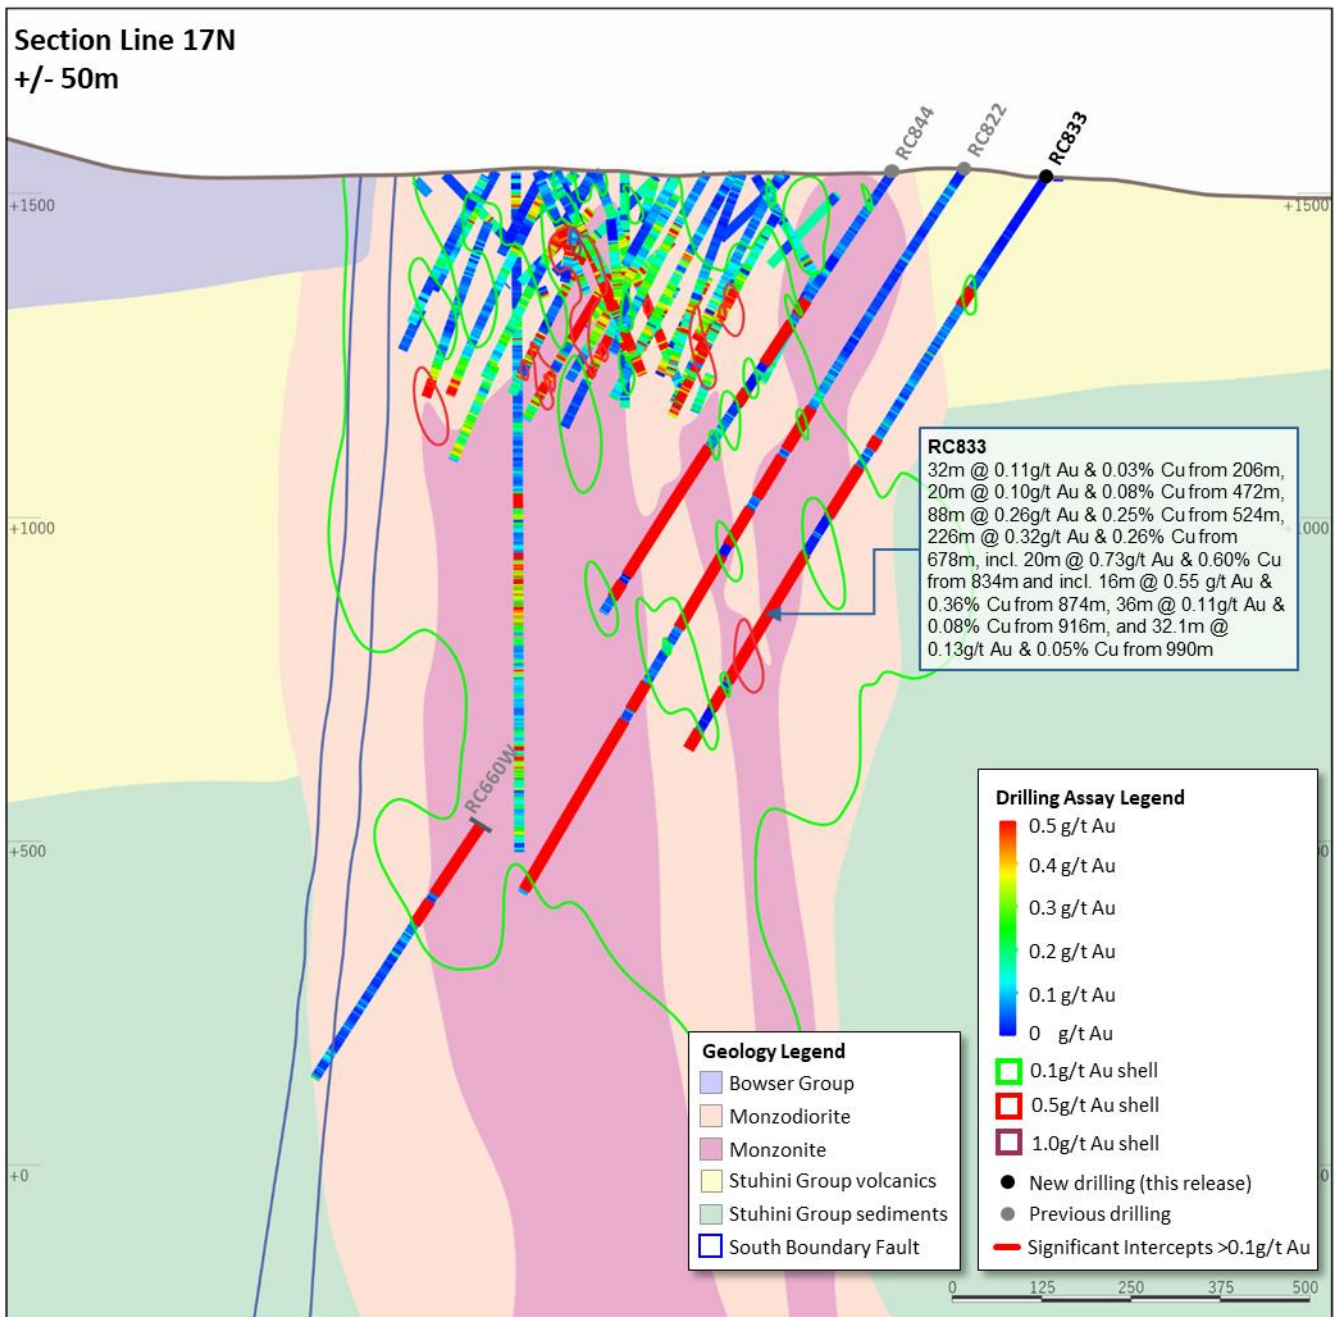 Section Line 17N
+/- 50m
RC844
RC822
RC833
+1500
+1500
RC833
32m @ 0.11g/t Au & 0.03% Cu from 206m,
20m @ 0.10g/t Au & 0.08% Cu from 472m,
88m @ 0.26g/t Au & 0.25% Cu from 524m,
226m @ 0.32g/t Au & 0.26% Cu from
678m, incl. 20m @ 0.73g/t Au & 0.60% Cu
from 834m and incl. 16m @ 0.55 g/t Au &
0.36% Cu from 874m, 36m @ 0.11g/t Au &
0.08% Cu from 916m, and 32.1m @
0.13g/t Au & 0.05% Cu from 990m
+1000
RC660W
+500
+0
Geology Legend
Bowser Group
Monzodiorite
Monzonite
Stuhini Group volcanics
Stuhini Group sediments
South Boundary Fault
Drilling Assay Legend
0.5 g/t Au
0.4 g/t Au
0.3 g/t Au
0.2 g/t Au
0.1 g/t Au
0 g/t Au
0.1g/t Au shell
0.5g/t Au shell
1.0g/t Au shell
New drilling (this release)
Previous drilling
Significant Intercepts >0.1g/t Au
0 125 250 375 500